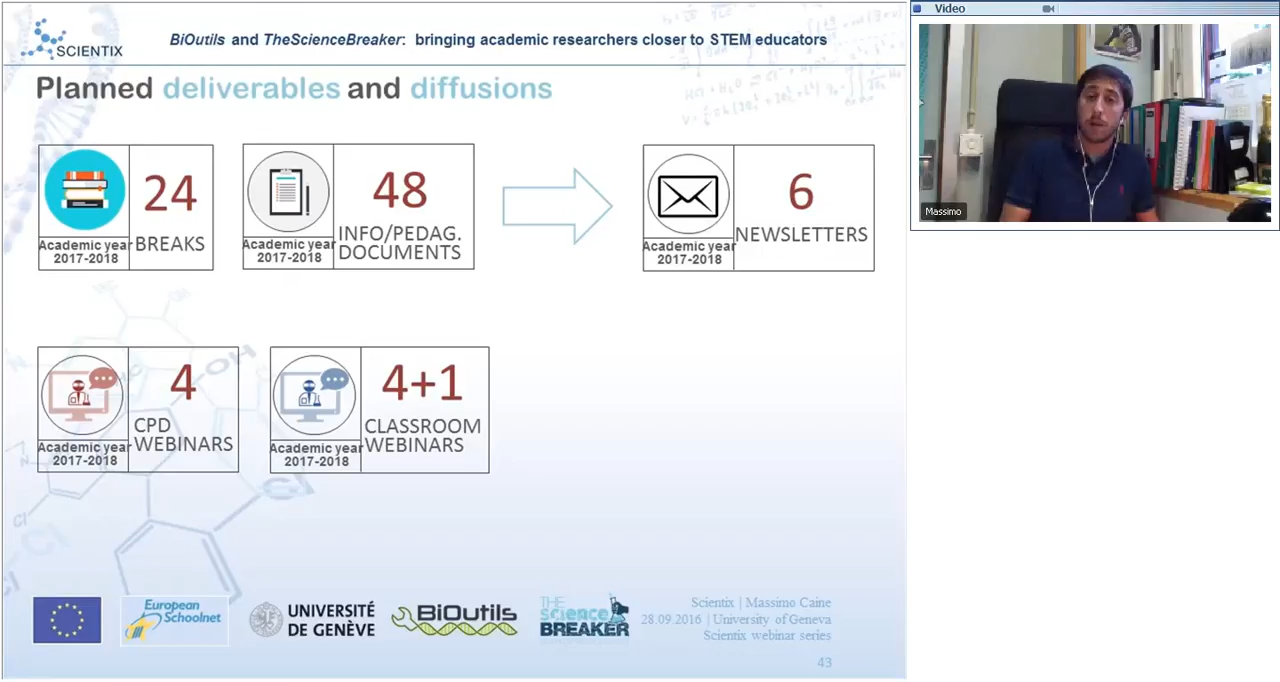 SCIENTIX
BiOutils and TheScienceBreaker: bringing academic researchers closer to STEM educators
Planned deliverables and diffusions
Academic year
2017-2018
24
BREAKS
Academic year
2017-2018
48
INFO/PEDAG.
DOCUMENTS
Academic year
2017-2018
6
NEWSLETTERS
Academic year
2017-2018
4
CPD
WEBINARS
Academic year
2017-2018
4+1
CLASSROOM
WEBINARS
OH
Cl
Cl
European
Schoolnet
UNIVERSITÉ
DE GENÈVE
BiOutils
THE
Science
BREAKER
Scientix | Massimo Caine
28.09.2016 | University of Geneva
Scientix webinar series
43
Video
Massimo